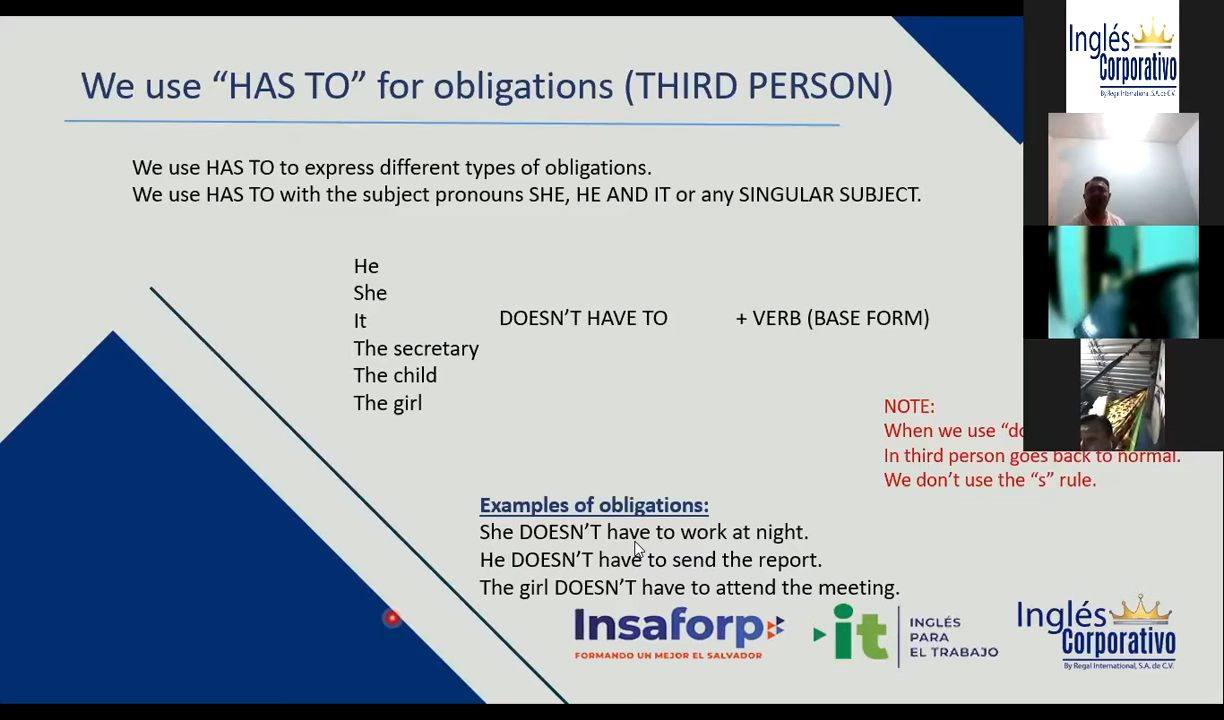 We use “HAS TO” for obligations (THIRD PERSON)
We use HAS TO to express different types of obligations.
We use HAS TO with the subject pronouns SHE, HE AND IT or any SINGULAR SUBJECT.
He
She
It
The secretary
The child
The girl
DOESN’T HAVE TO
+ VERB (BASE FORM)
NOTE:
When we use
In third person goes back to normal.
We don’t use the “s” rule.
Examples of obligations:
She DOESN’T have to work at night.
He DOESN’T have to send the report.
The girl DOESN’T have to attend the meeting.
Insaforp
FORMANDO UN MEJOR EL SALVADOR
it
INGLÉS
PARA
EL TRABAJO
Inglés
Corporativo
By Regal International, S.A. de C.V.
Inglés
Corporativo
By Regal International, S.A. de C.V.